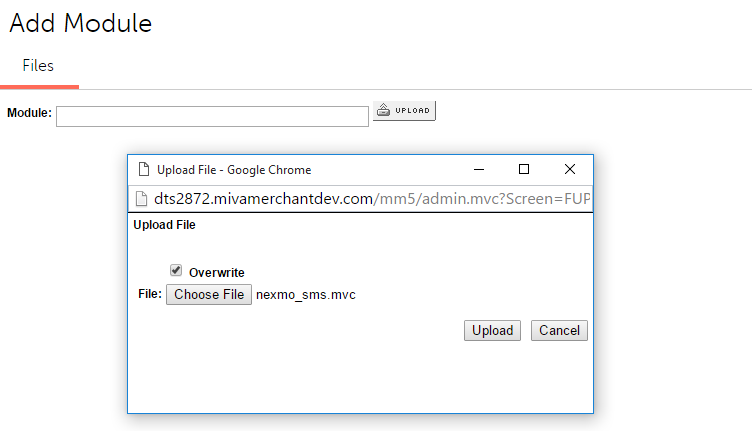 Add Module
Files
Module: UPLOAD
Upload File - Google Chrome
dts2872.mivamerchantdev.com/mm5/admin.mvc?Screen=FUP
Upload File
Overwrite
File: Choose File nexmo_sms.mvc
Upload Cancel